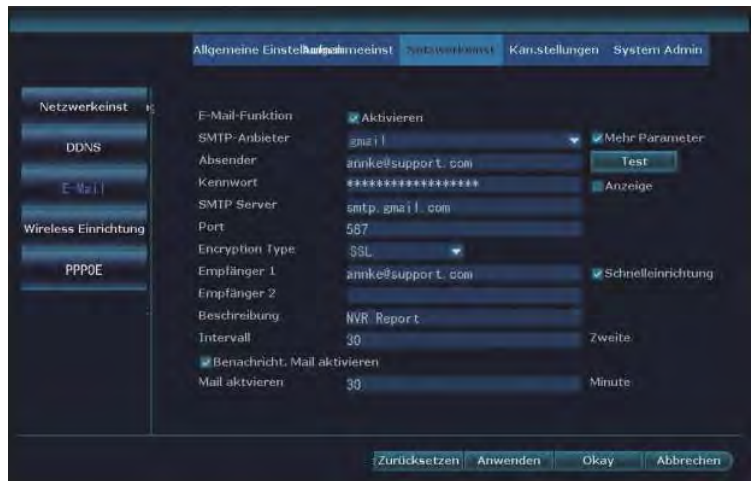 Allgemeine Einstell Aufnahmeeinst Netzwerkeinst Kan.stellungen System Admin
Netzwerkeinst
DDNS
E-Mail
Wireless Einrichtung
PPPOE
E-Mail-Funktion Aktivieren
SMTP-Anbieter gmail Mehr Parameter
Absender annke@support.com Test
Kennwort ****************** Anzeige
SMTP Server smtp.gmail.com
Port 587
Encryption Type SSL
Empfänger 1 annke@support.com Schnelleinrichtung
Empfänger 2
Beschreibung NVR Report
Intervall 30 Zweite
Benachricht. Mail aktivieren
Mail aktvieren 30 Minute
Zurücksetzen Anwenden Okay Abbrechen